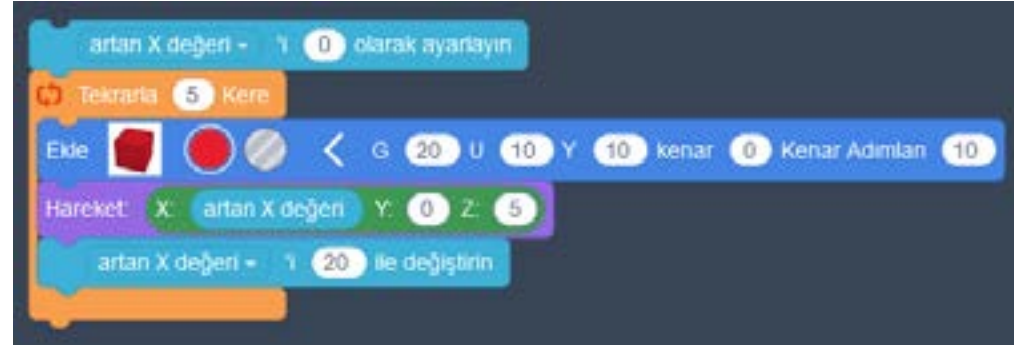 artan X değeri 'i 0 olarak ayarlayın
Tekrarla 5 Kere
Ekle G 20 U 10 Y 10 kenar 0 Kenar Adımları 10
Hareket: X: artan X değeri Y: 0 Z: 5
artan X değeri 'i 20 ile değiştirin